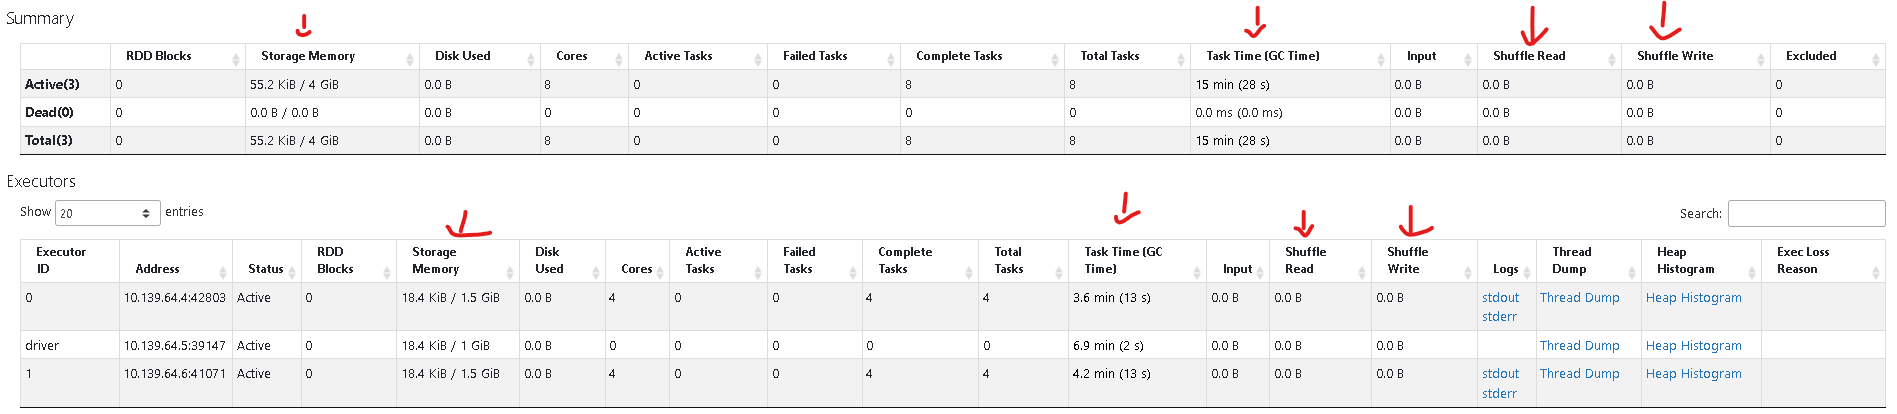 Summary
RDD Blocks Storage Memory Disk Used Cores Active Tasks Failed Tasks Complete Tasks Total Tasks Task Time (GC Time) Input Shuffle Read Shuffle Write Excluded
Active(3) 0 55.2 KiB / 4 GiB 0.0 B 8 0 0 8 8 15 min (28 s) 0.0 B 0.0 B 0.0 B 0
Dead(0) 0 0.0 B / 0.0 B 0.0 B 0 0 0 0 0 0.0 ms (0.0 ms) 0.0 B 0.0 B 0.0 B 0
Total(3) 0 55.2 KiB / 4 GiB 0.0 B 8 0 0 8 8 15 min (28 s) 0.0 B 0.0 B 0.0 B 0
Executors
Show 20 entries Search:
Executor ID Address Status RDD Blocks Storage Memory Disk Used Cores Active Tasks Failed Tasks Complete Tasks Total Tasks Task Time (GC Time) Input Shuffle Read Shuffle Write Logs Thread Dump Heap Histogram Exec Loss Reason
0 10.139.64.4:42803 Active 0 18.4 KiB / 1.5 GiB 0.0 B 4 0 0 4 4 3.6 min (13 s) 0.0 B 0.0 B 0.0 B stdout Thread Dump Heap Histogram
stderr
driver 10.139.64.5:39147 Active 0 18.4 KiB / 1 GiB 0.0 B 0 0 0 0 0 6.9 min (2 s) 0.0 B 0.0 B 0.0 B Thread Dump Heap Histogram
1 10.139.64.6:41071 Active 0 18.4 KiB / 1.5 GiB 0.0 B 4 0 0 4 4 4.2 min (13 s) 0.0 B 0.0 B 0.0 B stdout Thread Dump Heap Histogram
stderr